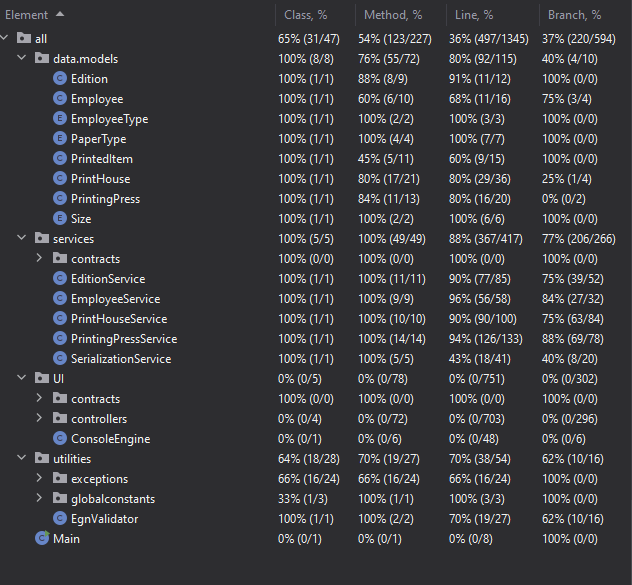 Element Class, % Method, % Line, % Branch, %
all 65% (31/47) 54% (123/227) 36% (497/1345) 37% (220/594)
data.models 100% (8/8) 76% (55/72) 80% (92/115) 40% (4/10)
Edition 100% (1/1) 88% (8/9) 91% (11/12) 100% (0/0)
Employee 100% (1/1) 60% (6/10) 68% (11/16) 75% (3/4)
EmployeeType 100% (1/1) 100% (2/2) 100% (3/3) 100% (0/0)
PaperType 100% (1/1) 100% (4/4) 100% (7/7) 100% (0/0)
PrintedItem 100% (1/1) 45% (5/11) 60% (9/15) 100% (0/0)
PrintHouse 100% (1/1) 80% (17/21) 80% (29/36) 25% (1/4)
PrintingPress 100% (1/1) 84% (11/13) 80% (16/20) 0% (0/2)
Size 100% (1/1) 100% (2/2) 100% (6/6) 100% (0/0)
services 100% (5/5) 100% (49/49) 88% (367/417) 77% (206/266)
contracts 100% (0/0) 100% (0/0) 100% (0/0) 100% (0/0)
EditionService 100% (1/1) 100% (11/11) 90% (77/85) 75% (39/52)
EmployeeService 100% (1/1) 100% (9/9) 96% (56/58) 84% (27/32)
PrintHouseService 100% (1/1) 100% (10/10) 90% (90/100) 75% (63/84)
PrintingPressService 100% (1/1) 100% (14/14) 94% (126/133) 88% (69/78)
SerializationService 100% (1/1) 100% (5/5) 43% (18/41) 40% (8/20)
UI 0% (0/5) 0% (0/78) 0% (0/751) 0% (0/302)
contracts 100% (0/0) 100% (0/0) 100% (0/0) 100% (0/0)
controllers 0% (0/4) 0% (0/72) 0% (0/703) 0% (0/296)
ConsoleEngine 0% (0/1) 0% (0/6) 0% (0/48) 0% (0/6)
utilities 64% (18/28) 70% (19/27) 70% (38/54) 62% (10/16)
exceptions 66% (16/24) 66% (16/24) 66% (16/24) 100% (0/0)
globalconstants 33% (1/3) 100% (1/1) 100% (3/3) 100% (0/0)
EgnValidator 100% (1/1) 100% (2/2) 70% (19/27) 62% (10/16)
Main 0% (0/1) 0% (0/1) 0% (0/8) 100% (0/0)